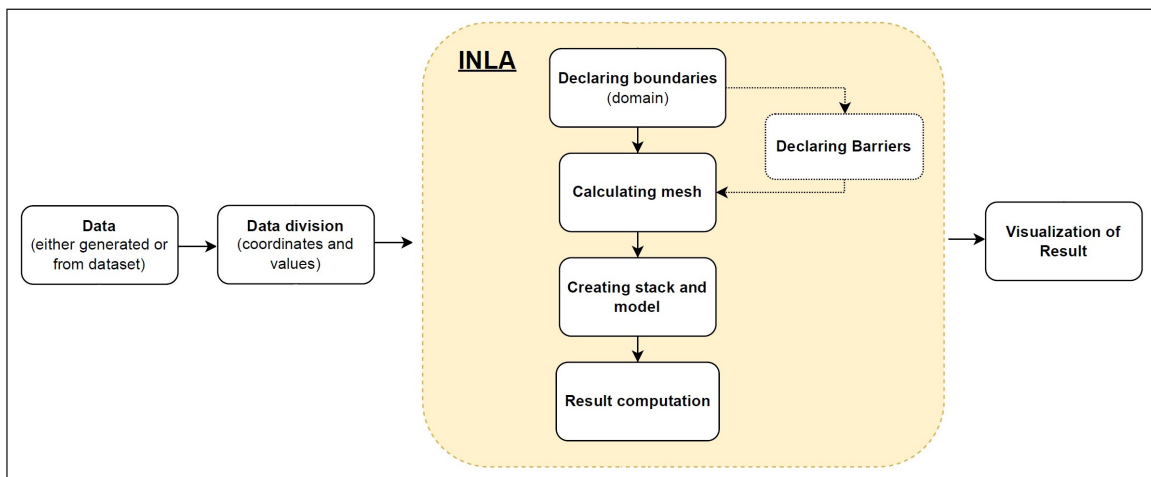 INLA
Declaring boundaries
(domain)
Declaring Barriers
Calculating mesh
Data
(either generated or
from dataset)
Data division
(coordinates and
values)
Creating stack and
model
Result computation
Visualization of
Result